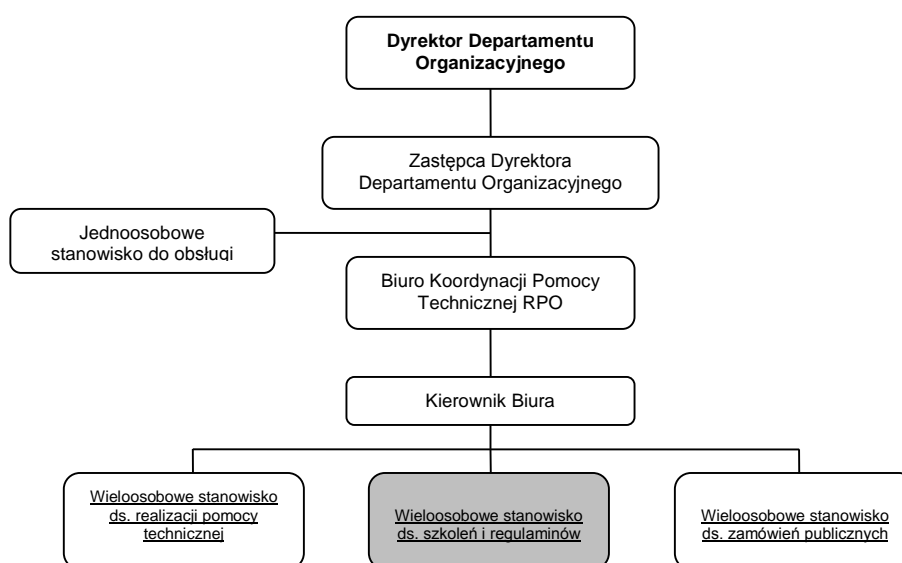 Dyrektor Departamentu
Organizacyjnego
Zastępca Dyrektora
Departamentu Organizacyjnego
Jednoosobowe
stanowisko do obsługi
Biuro Koordynacji Pomocy
Technicznej RPO
Kierownik Biura
Wieloosobowe stanowisko
ds. realizacji pomocy
technicznej
Wieloosobowe stanowisko
ds. szkoleń i regulaminów
Wieloosobowe stanowisko
ds. zamówień publicznych